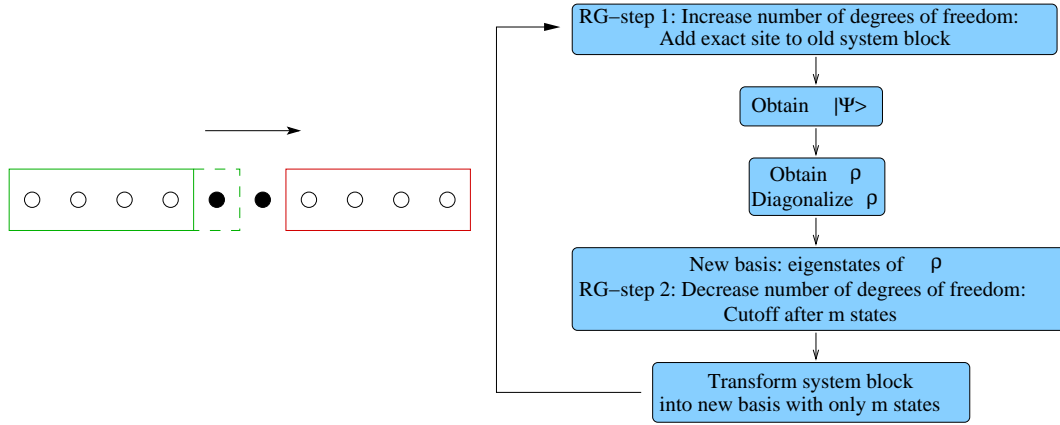 RG−step 1: Increase number of degrees of freedom:
Add exact site to old system block
Obtain |Ψ>
Obtain ρ
Diagonalize ρ
New basis: eigenstates of ρ
RG−step 2: Decrease number of degrees of freedom:
Cutoff after m states
Transform system block
into new basis with only m states